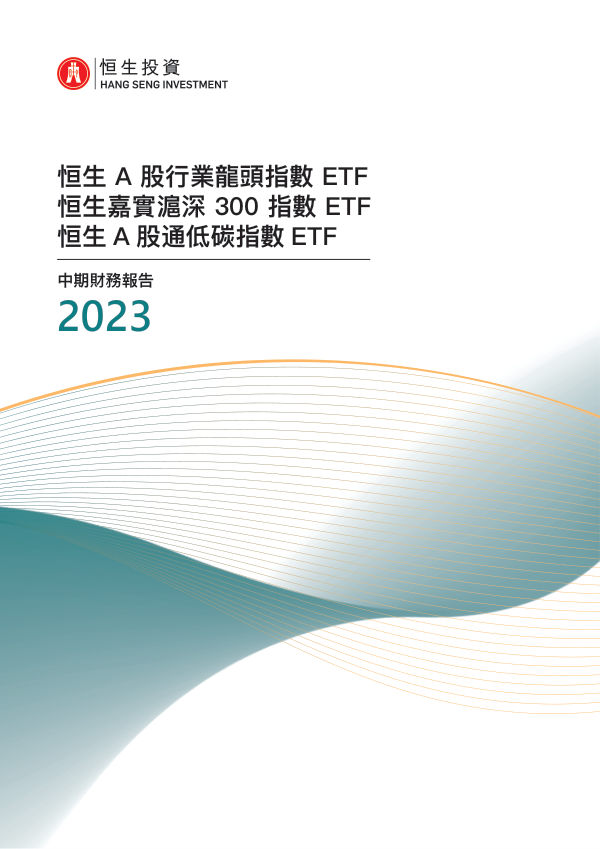 恒生投資
HANG SENG INVESTMENT
恒生 A 股行業龍頭指數 ETF
恒生嘉實滬深 300 指數 ETF
恒生 A 股通低碳指數 ETF
中期財務報告
2023